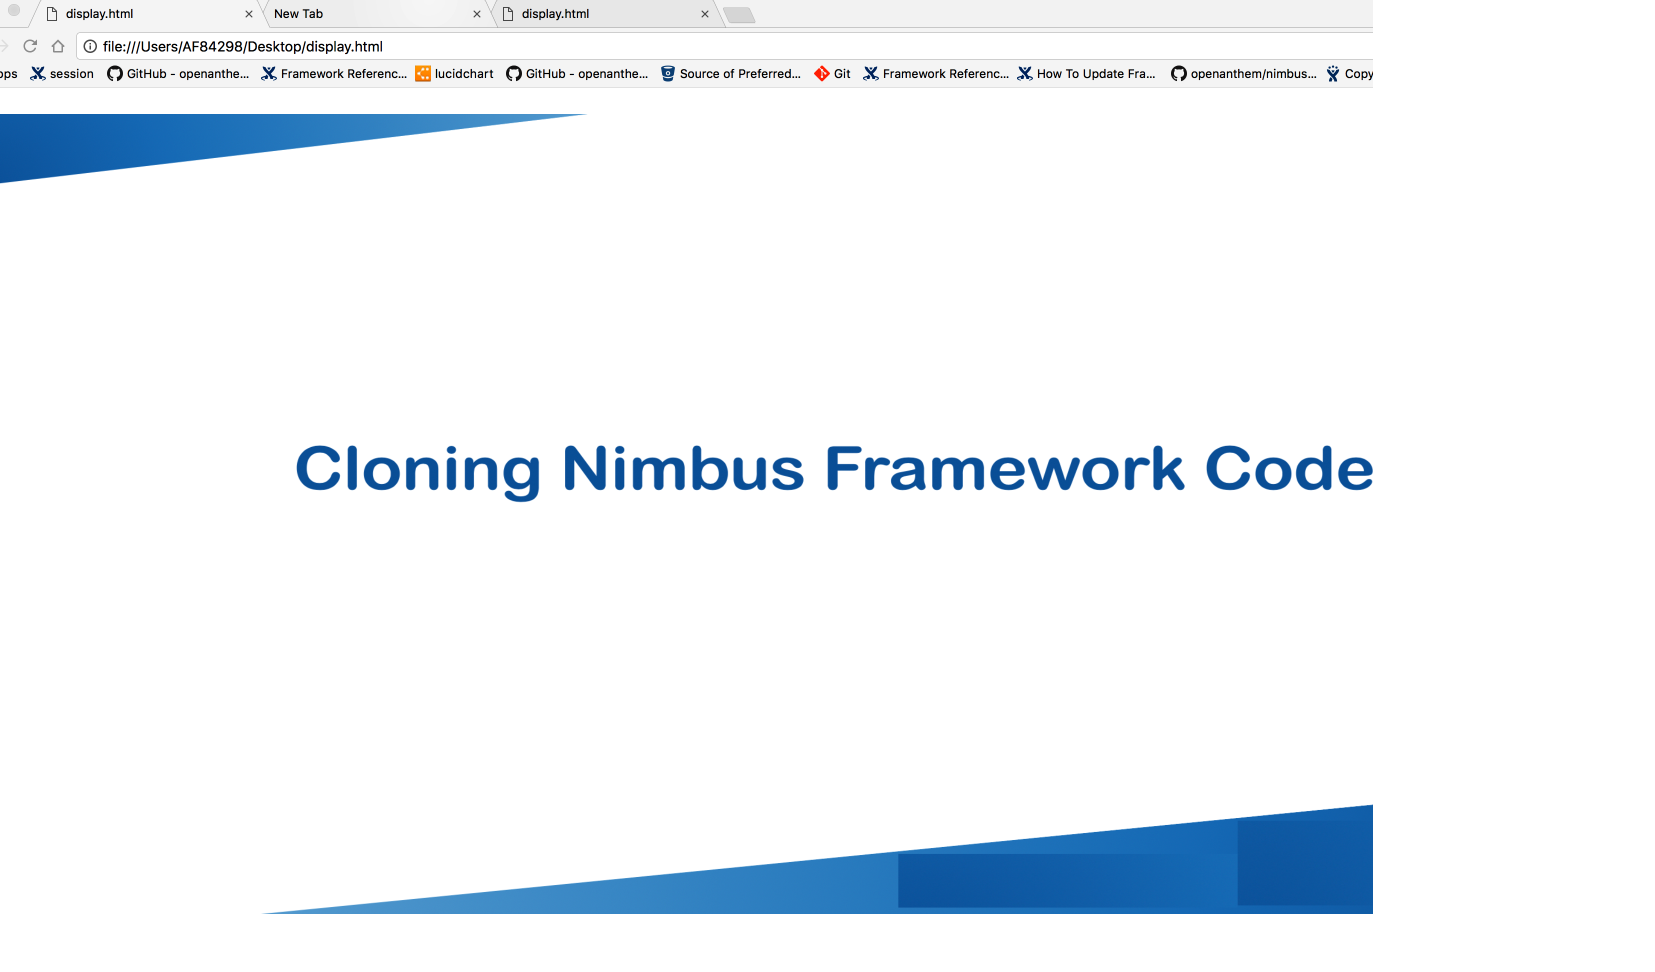 display.html New Tab display.html
file:///Users/AF84298/Desktop/display.html
pps session GitHub - openanthe... Framework Referenc... lucidchart GitHub - openanthe... Source of Preferred... Git Framework Referenc... How To Update Fra... openanthem/nimbus... Copy
Cloning Nimbus Framework Code